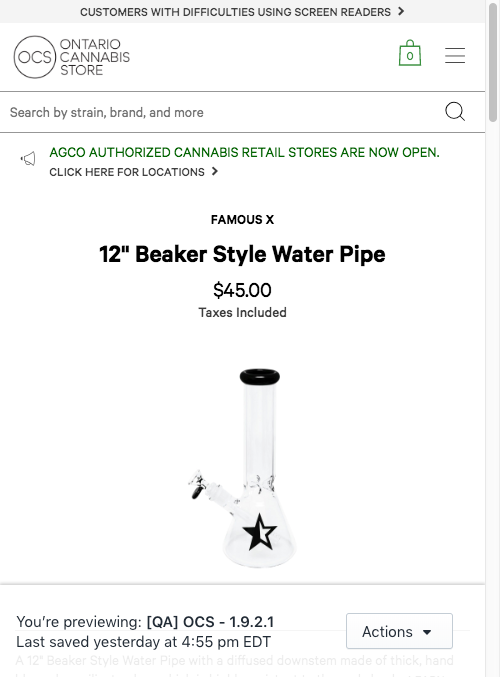 CUSTOMERS WITH DIFFICULTIES USING SCREEN READERS
OCS
ONTARIO
CANNABIS
STORE
0
Search by strain, brand, and more
AGCO AUTHORIZED CANNABIS RETAIL STORES ARE NOW OPEN.
CLICK HERE FOR LOCATIONS
FAMOUS X
12" Beaker Style Water Pipe
$45.00
Taxes Included
You’re previewing: [QA] OCS - 1.9.2.1
Last saved yesterday at 4:55 pm EDT
Actions
A 12" Beaker Style Water Pipe with a diffused downstem made of thick, hand